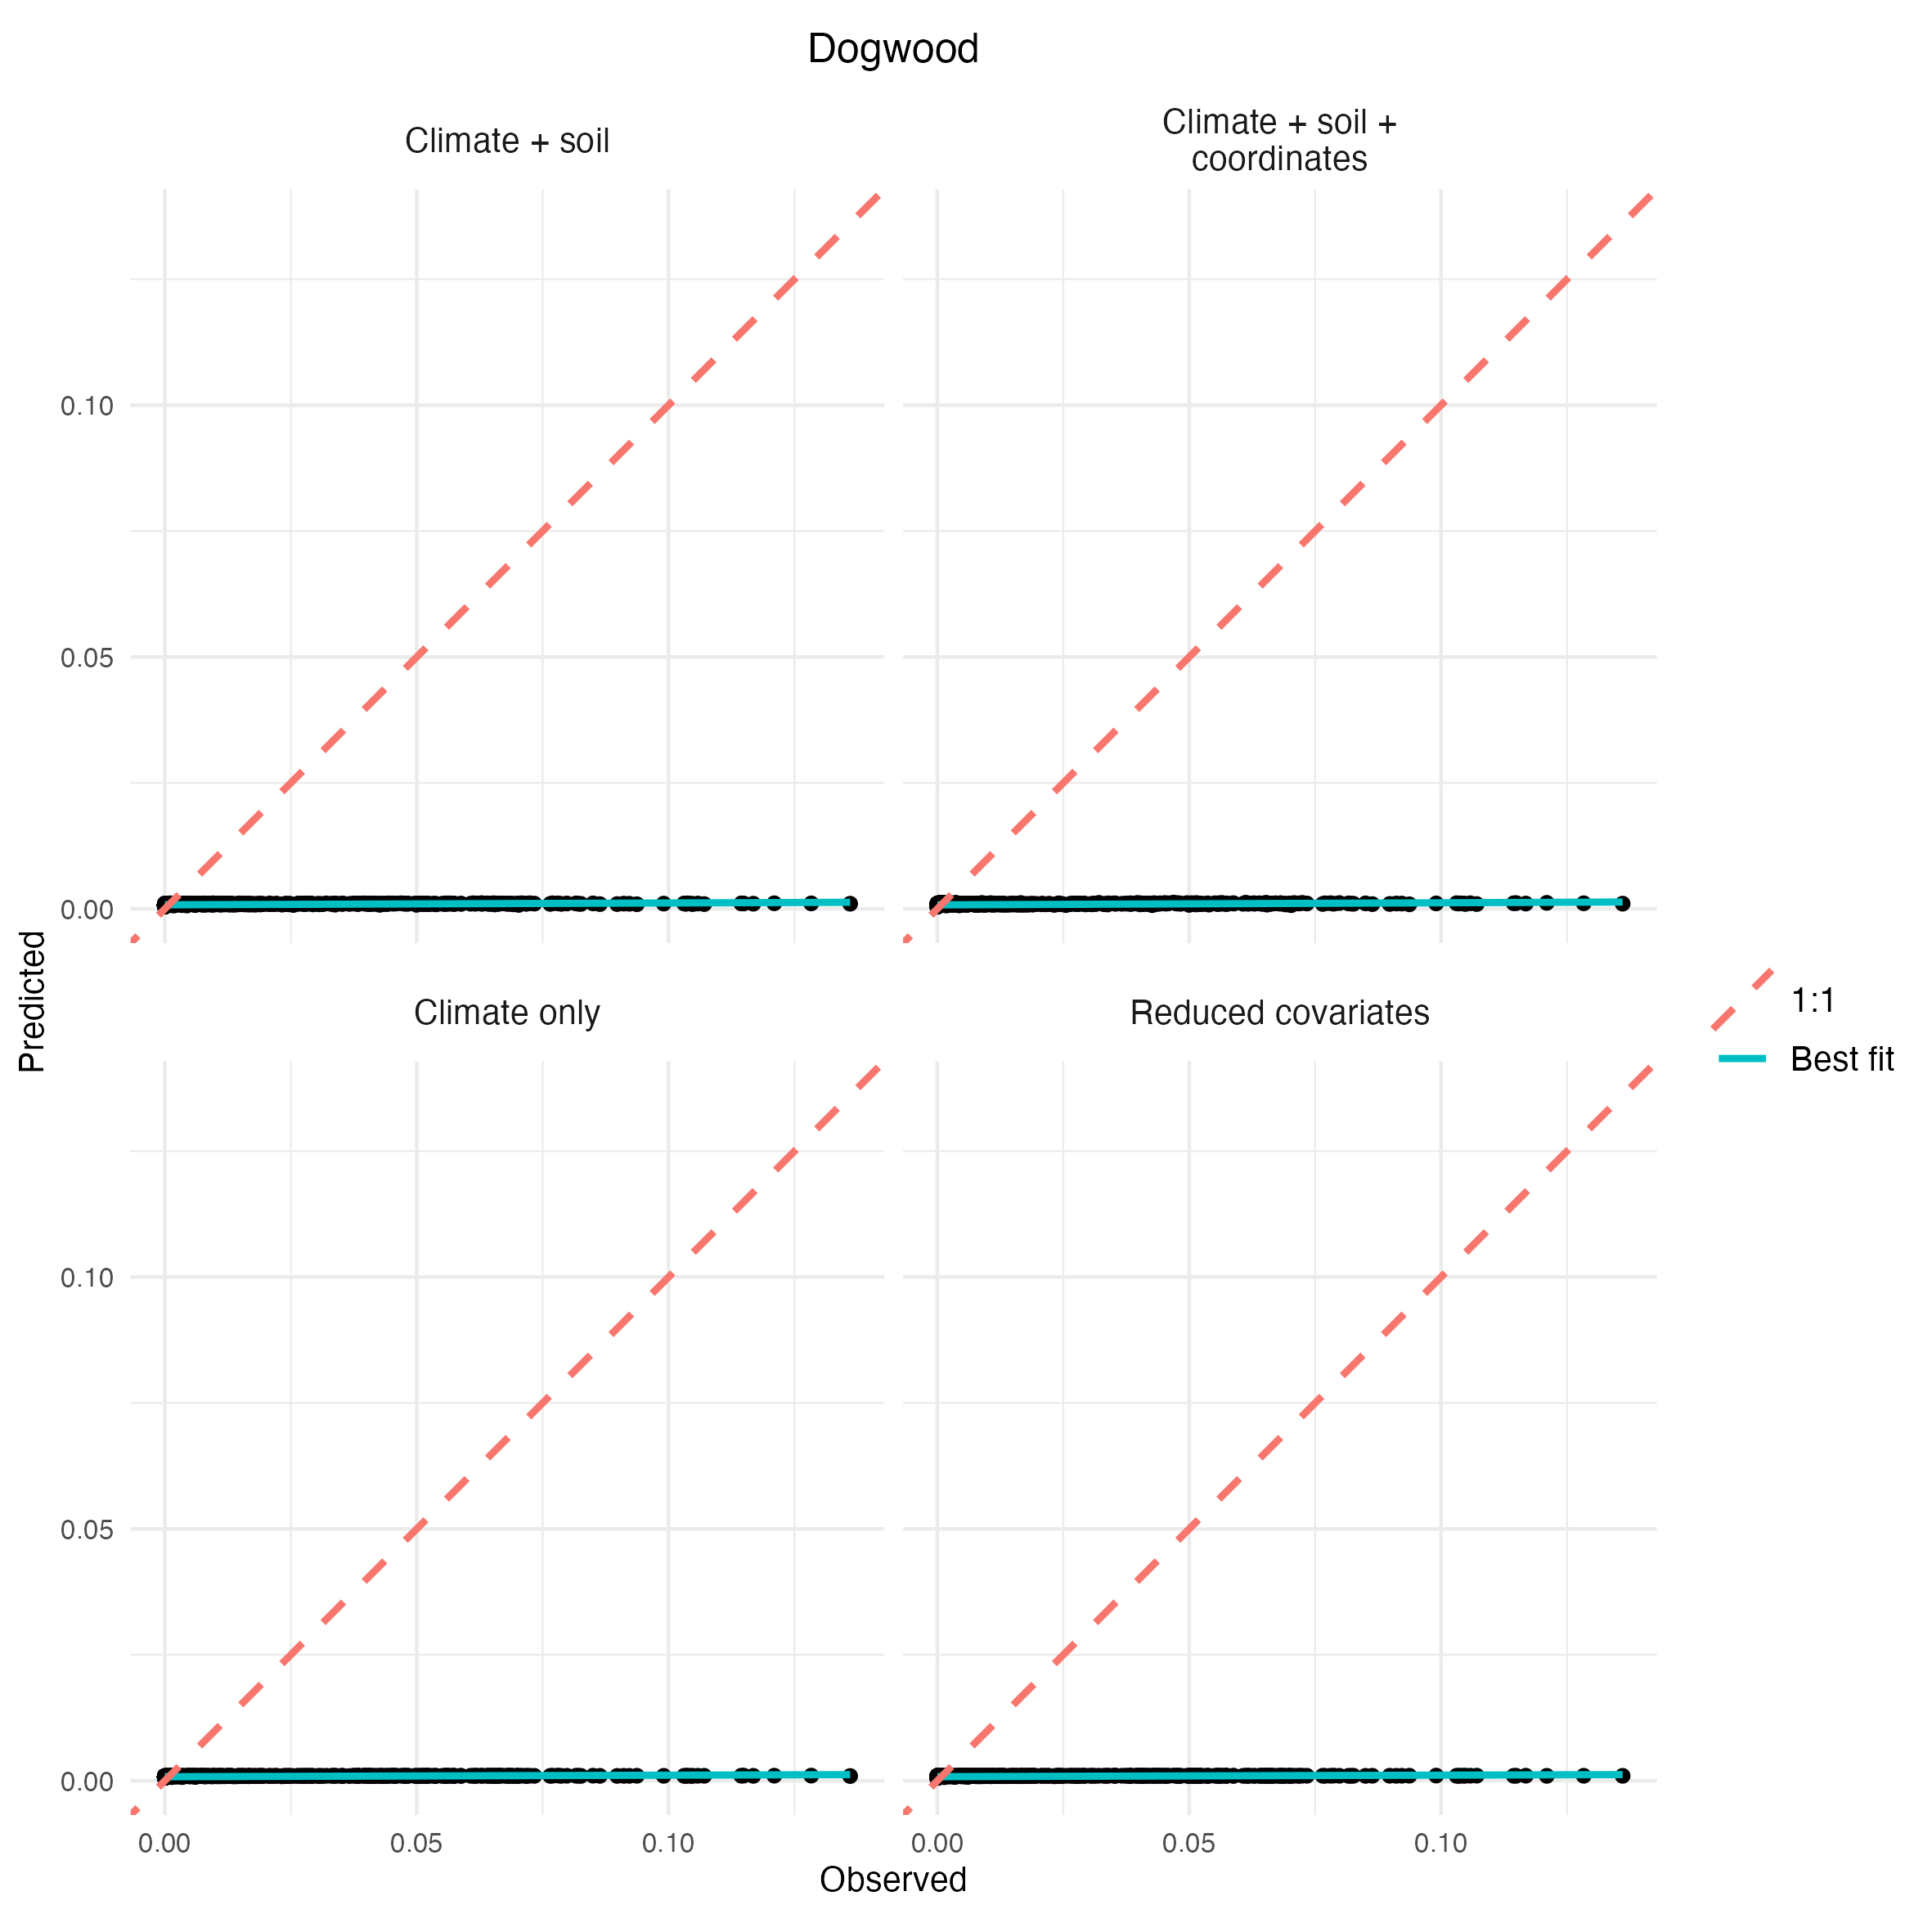 Dogwood
Climate + soil
Climate + soil +
coordinates
0.10
0.05
0.00
Climate only
Reduced covariates
0.10
0.05
0.00
0.00
0.05
0.10
0.00
0.05
0.10
Observed
Predicted
1:1
Best fit